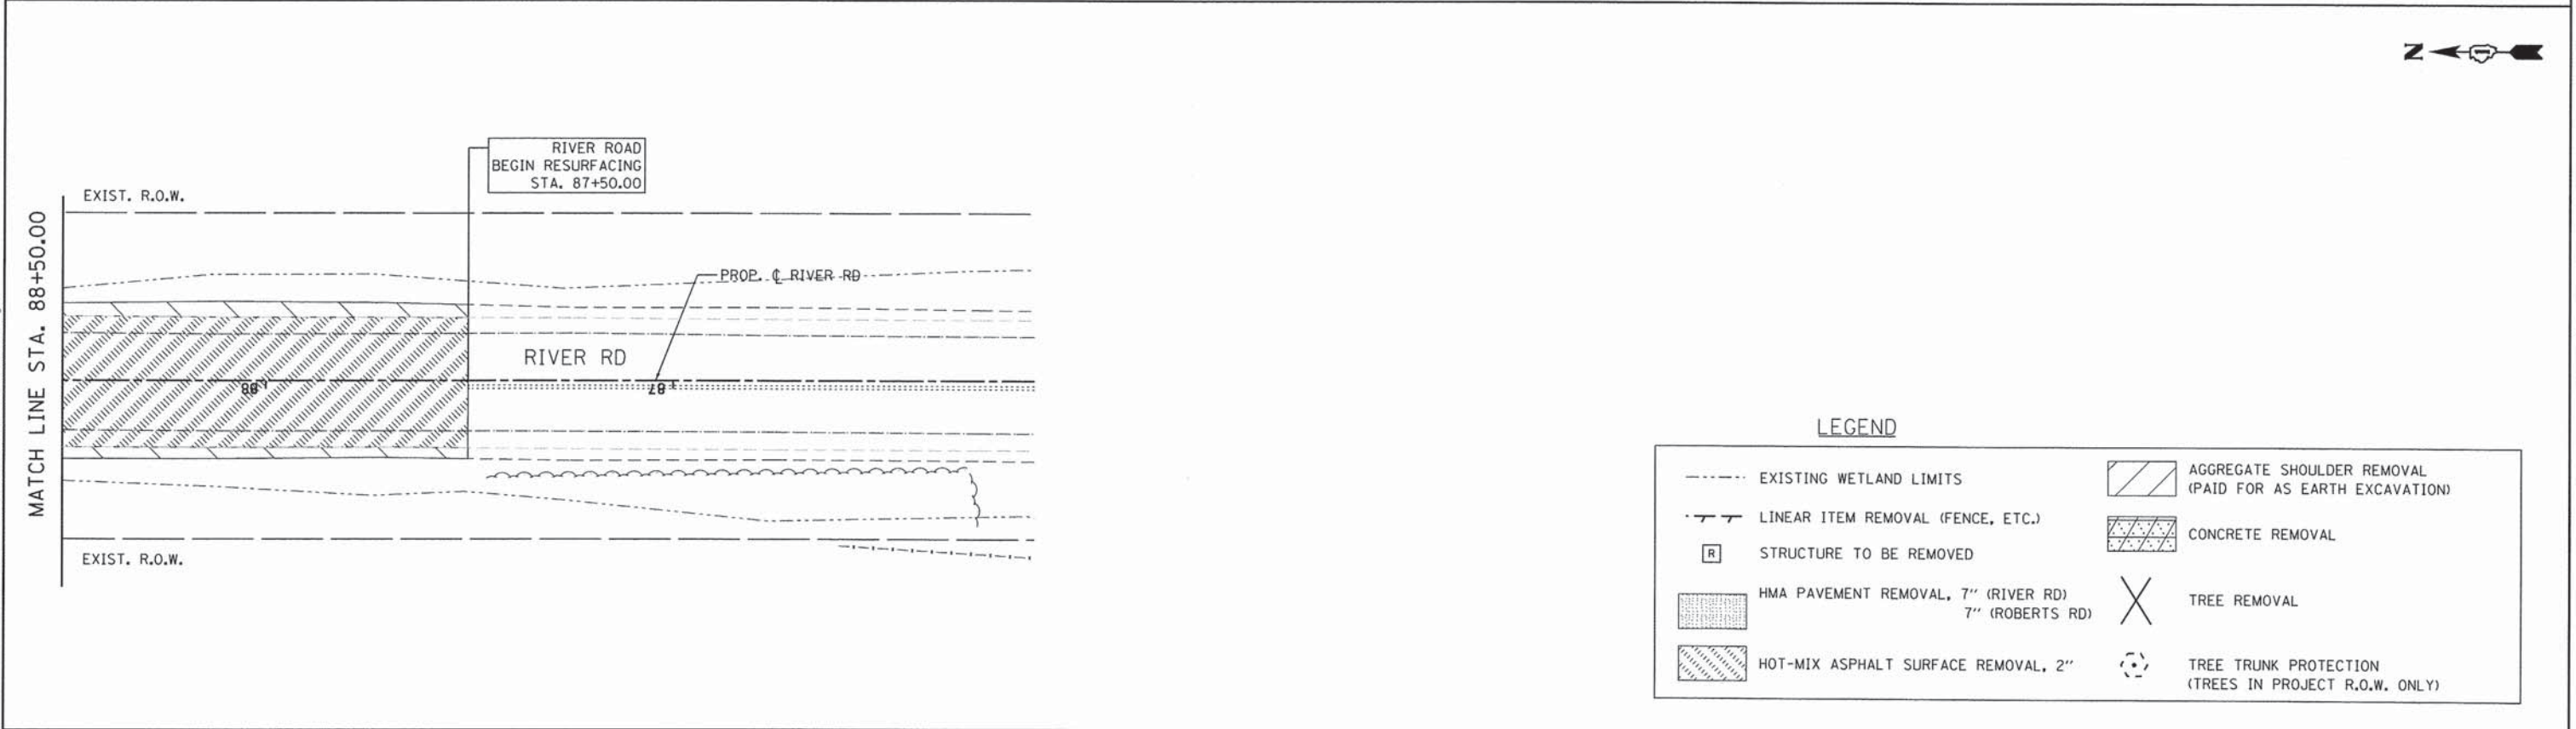 N
RIVER ROAD
BEGIN RESURFACING
STA. 87+50.00
EXIST. R.O.W.
MATCH LINE STA. 88+50.00
PROP. ℄ RIVER RD
RIVER RD
88
87
EXIST. R.O.W.
LEGEND
EXISTING WETLAND LIMITS
LINEAR ITEM REMOVAL (FENCE, ETC.)
R
STRUCTURE TO BE REMOVED
HMA PAVEMENT REMOVAL, 7" (RIVER RD)
7" (ROBERTS RD)
HOT-MIX ASPHALT SURFACE REMOVAL, 2"
AGGREGATE SHOULDER REMOVAL
(PAID FOR AS EARTH EXCAVATION)
CONCRETE REMOVAL
TREE REMOVAL
TREE TRUNK PROTECTION
(TREES IN PROJECT R.O.W. ONLY)